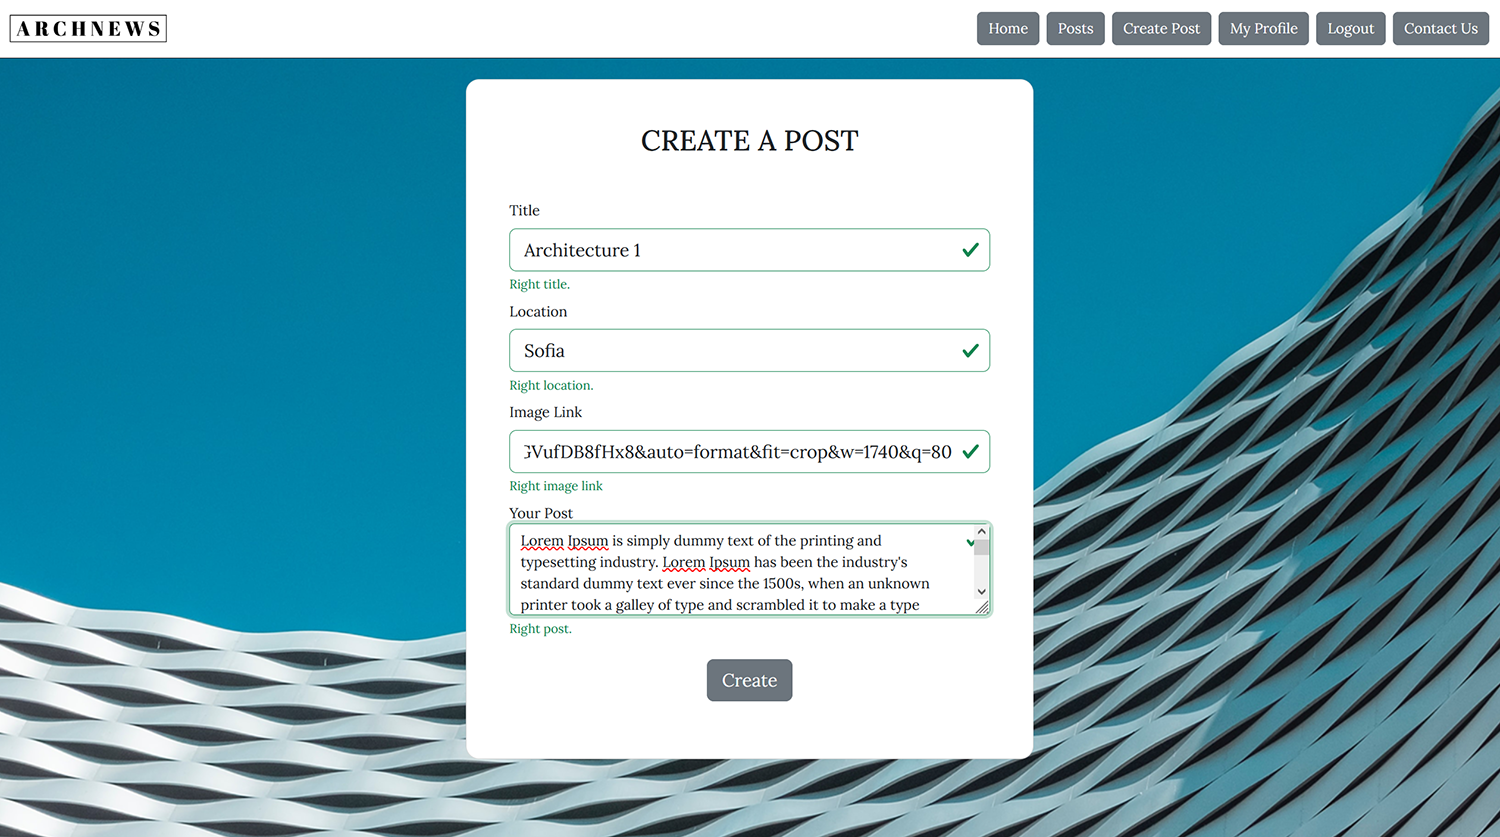 ARCHNEWS
Home
Posts
Create Post
My Profile
Logout
Contact Us
CREATE A POST
Title
Architecture 1
Right title.
Location
Sofia
Right location.
Image Link
GVufDB8fHx8&auto=format&fit=crop&w=1740&q=80
Right image link
Your Post
Lorem Ipsum is simply dummy text of the printing and
typesetting industry. Lorem Ipsum has been the industry's
standard dummy text ever since the 1500s, when an unknown
printer took a galley of type and scrambled it to make a type
Right post.
Create